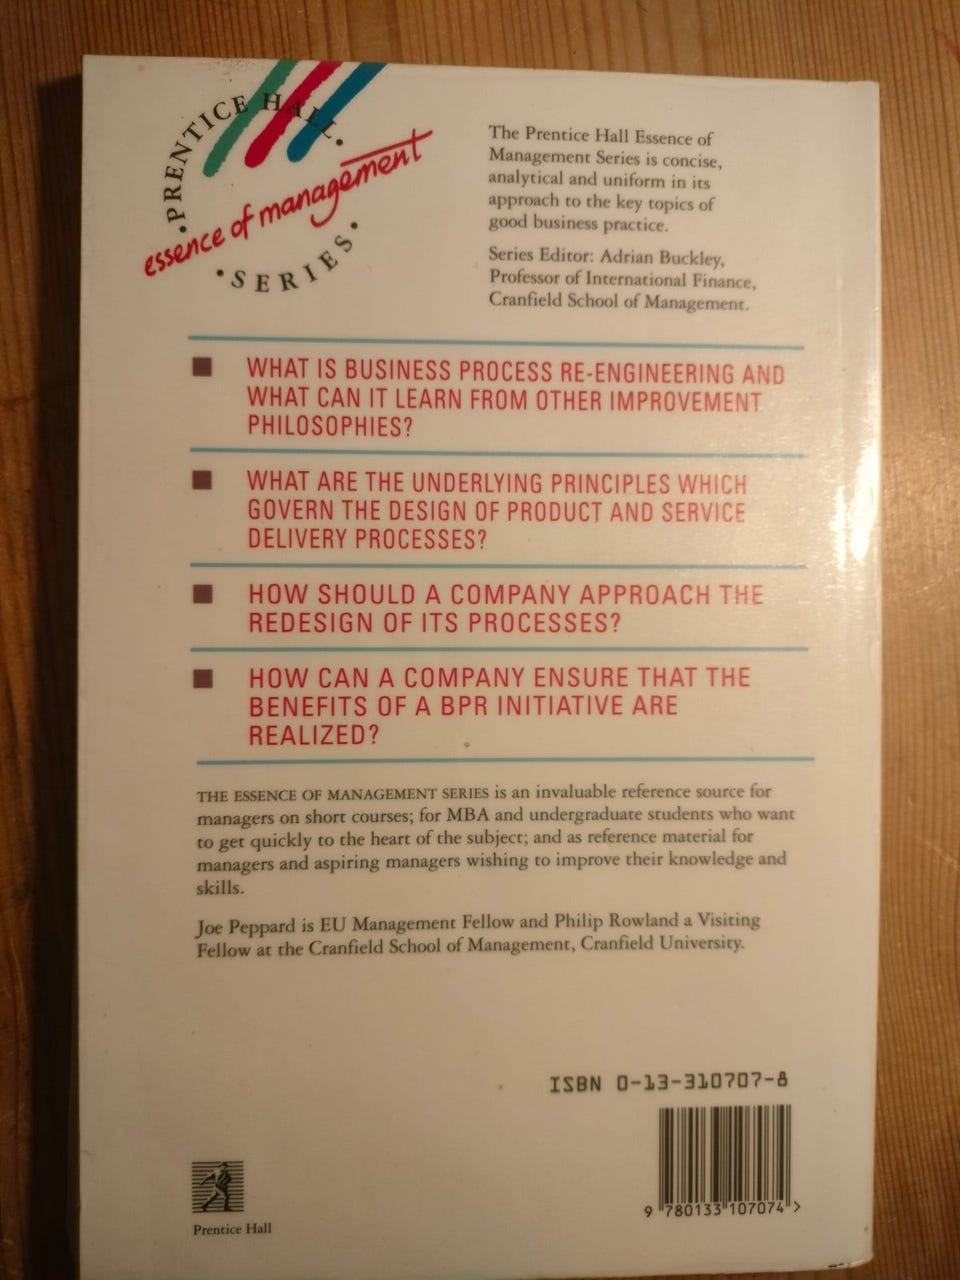 PRENTICE HALL
essence of management
SERIES
The Prentice Hall Essence of
Management Series is concise,
analytical and uniform in its
approach to the key topics of
good business practice.
Series Editor: Adrian Buckley,
Professor of International Finance,
Cranfield School of Management.
WHAT IS BUSINESS PROCESS RE-ENGINEERING AND
WHAT CAN IT LEARN FROM OTHER IMPROVEMENT
PHILOSOPHIES?
WHAT ARE THE UNDERLYING PRINCIPLES WHICH
GOVERN THE DESIGN OF PRODUCT AND SERVICE
DELIVERY PROCESSES?
HOW SHOULD A COMPANY APPROACH THE
REDESIGN OF ITS PROCESSES?
HOW CAN A COMPANY ENSURE THAT THE
BENEFITS OF A BPR INITIATIVE ARE
REALIZED?
THE ESSENCE OF MANAGEMENT SERIES is an invaluable reference source for
managers on short courses; for MBA and undergraduate students who want
to get quickly to the heart of the subject; and as reference material for
managers and aspiring managers wishing to improve their knowledge and
skills.
Joe Peppard is EU Management Fellow and Philip Rowland a Visiting
Fellow at the Cranfield School of Management, Cranfield University.
ISBN 0-13-310707-8
9 780133 107074 >
Prentice Hall